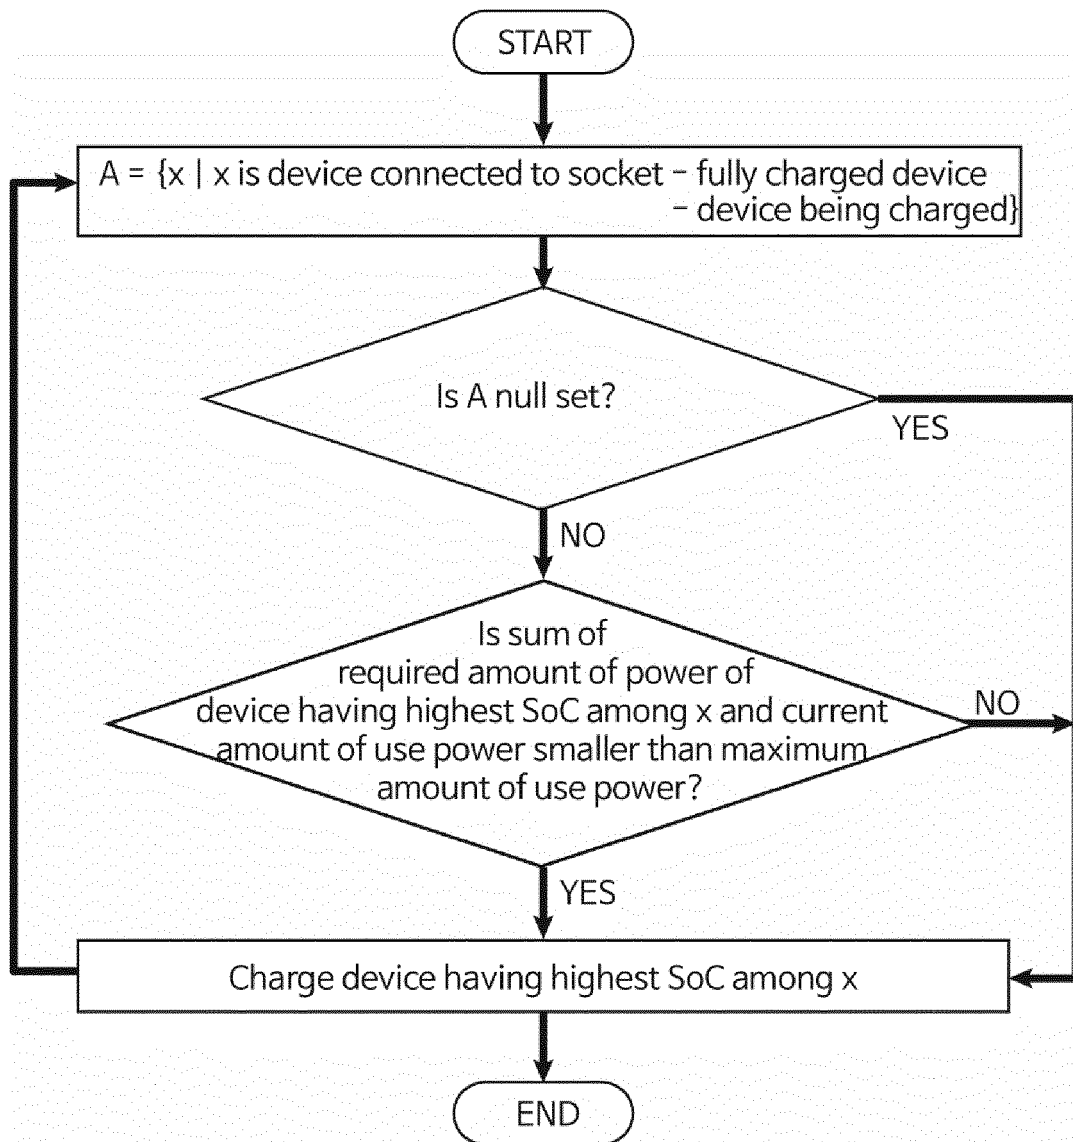 START
A = {x | x is device connected to socket - fully charged device
- device being charged}
Is A null set?
YES
NO
Is sum of
required amount of power of
device having highest SoC among x and current
amount of use power smaller than maximum
amount of use power?
NO
YES
Charge device having highest SoC among x
END